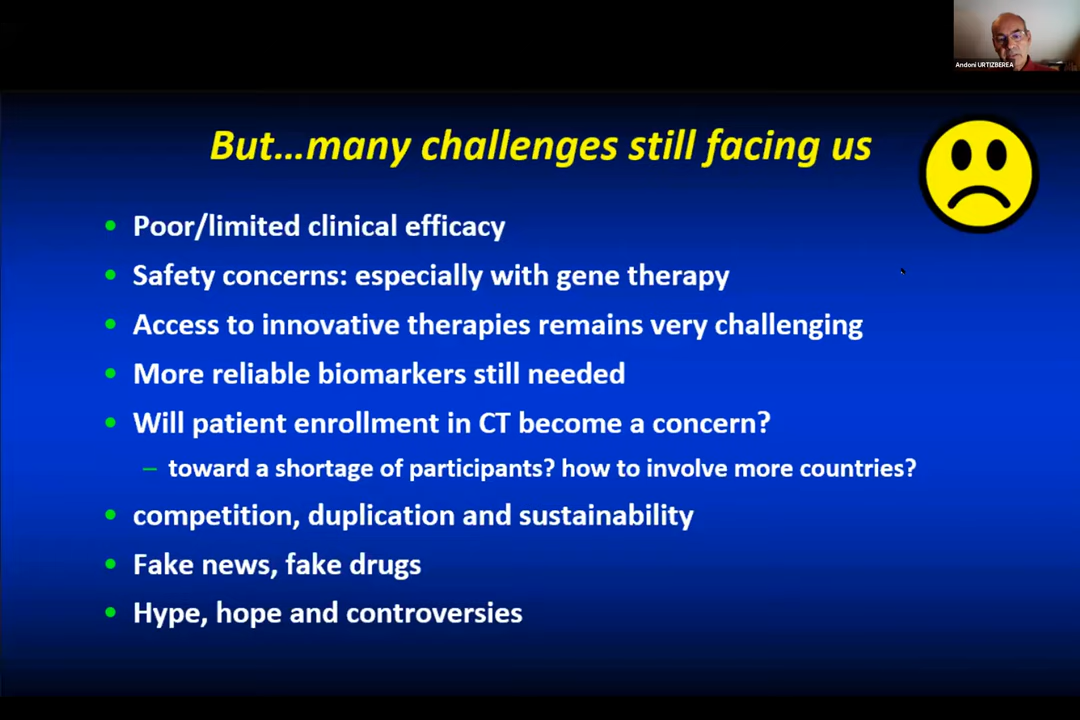 Andoni URTIZBEREA
But...many challenges still facing us
• Poor/limited clinical efficacy
• Safety concerns: especially with gene therapy
• Access to innovative therapies remains very challenging
• More reliable biomarkers still needed
• Will patient enrollment in CT become a concern?
– toward a shortage of participants? how to involve more countries?
• competition, duplication and sustainability
• Fake news, fake drugs
• Hype, hope and controversies